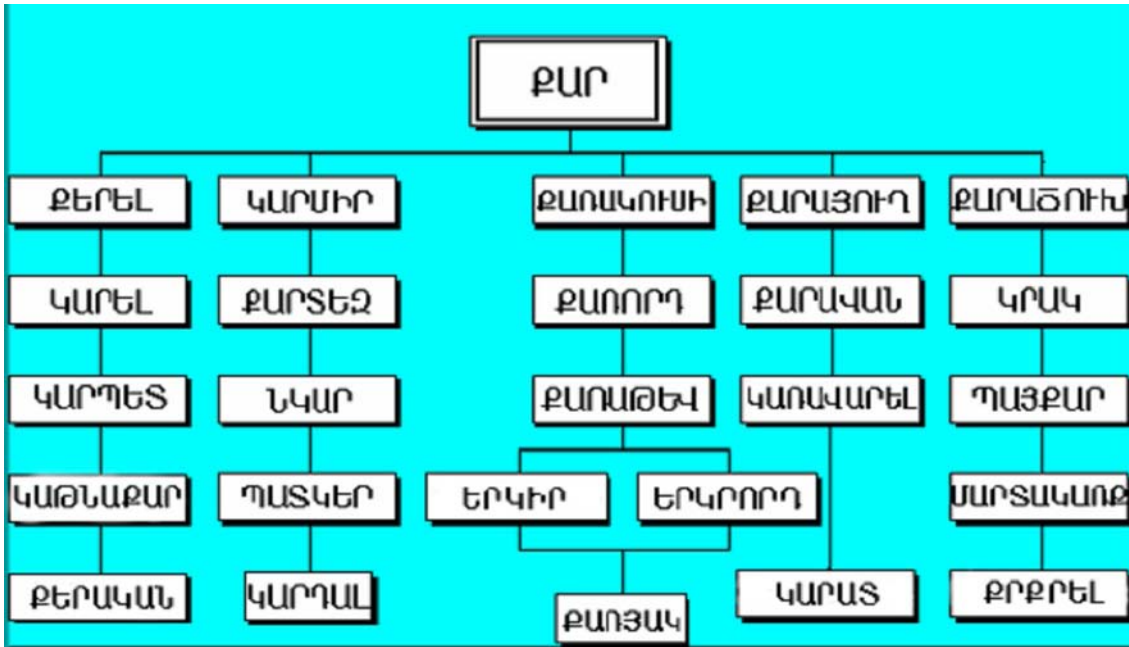 ՔԱՐ
ՔԵՐԵԼ ԿԱՐՄԻՐ ՔԱՌԱԿՈՒՍԻ ՔԱՐԱՅՈՒՂ ՔԱՐԱԾՈՒԽ
ԿԱՐԵԼ ՔԱՐՏԵԶ ՔԱՌՈՐԴ ՔԱՐԱՎԱՆ ԿՐԱԿ
ԿԱՐՊԵՏ ՆԿԱՐ ՔԱՌԱԹԵՎ ԿԱՌԱՎԱՐԵԼ ՊԱՅՔԱՐ
ԿԱԹՆԱՔԱՐ ՊԱՏԿԵՐ ԵՐԿԻՐ ԵՐԿՐՈՐԴ ՄԱՐՏԱԿԱՌՔ
ՔԵՐԱԿԱՆ ԿԱՐԴԱԼ ՔԱՌՅԱԿ ԿԱՐԱՏ ՔՐՔՐԵԼ